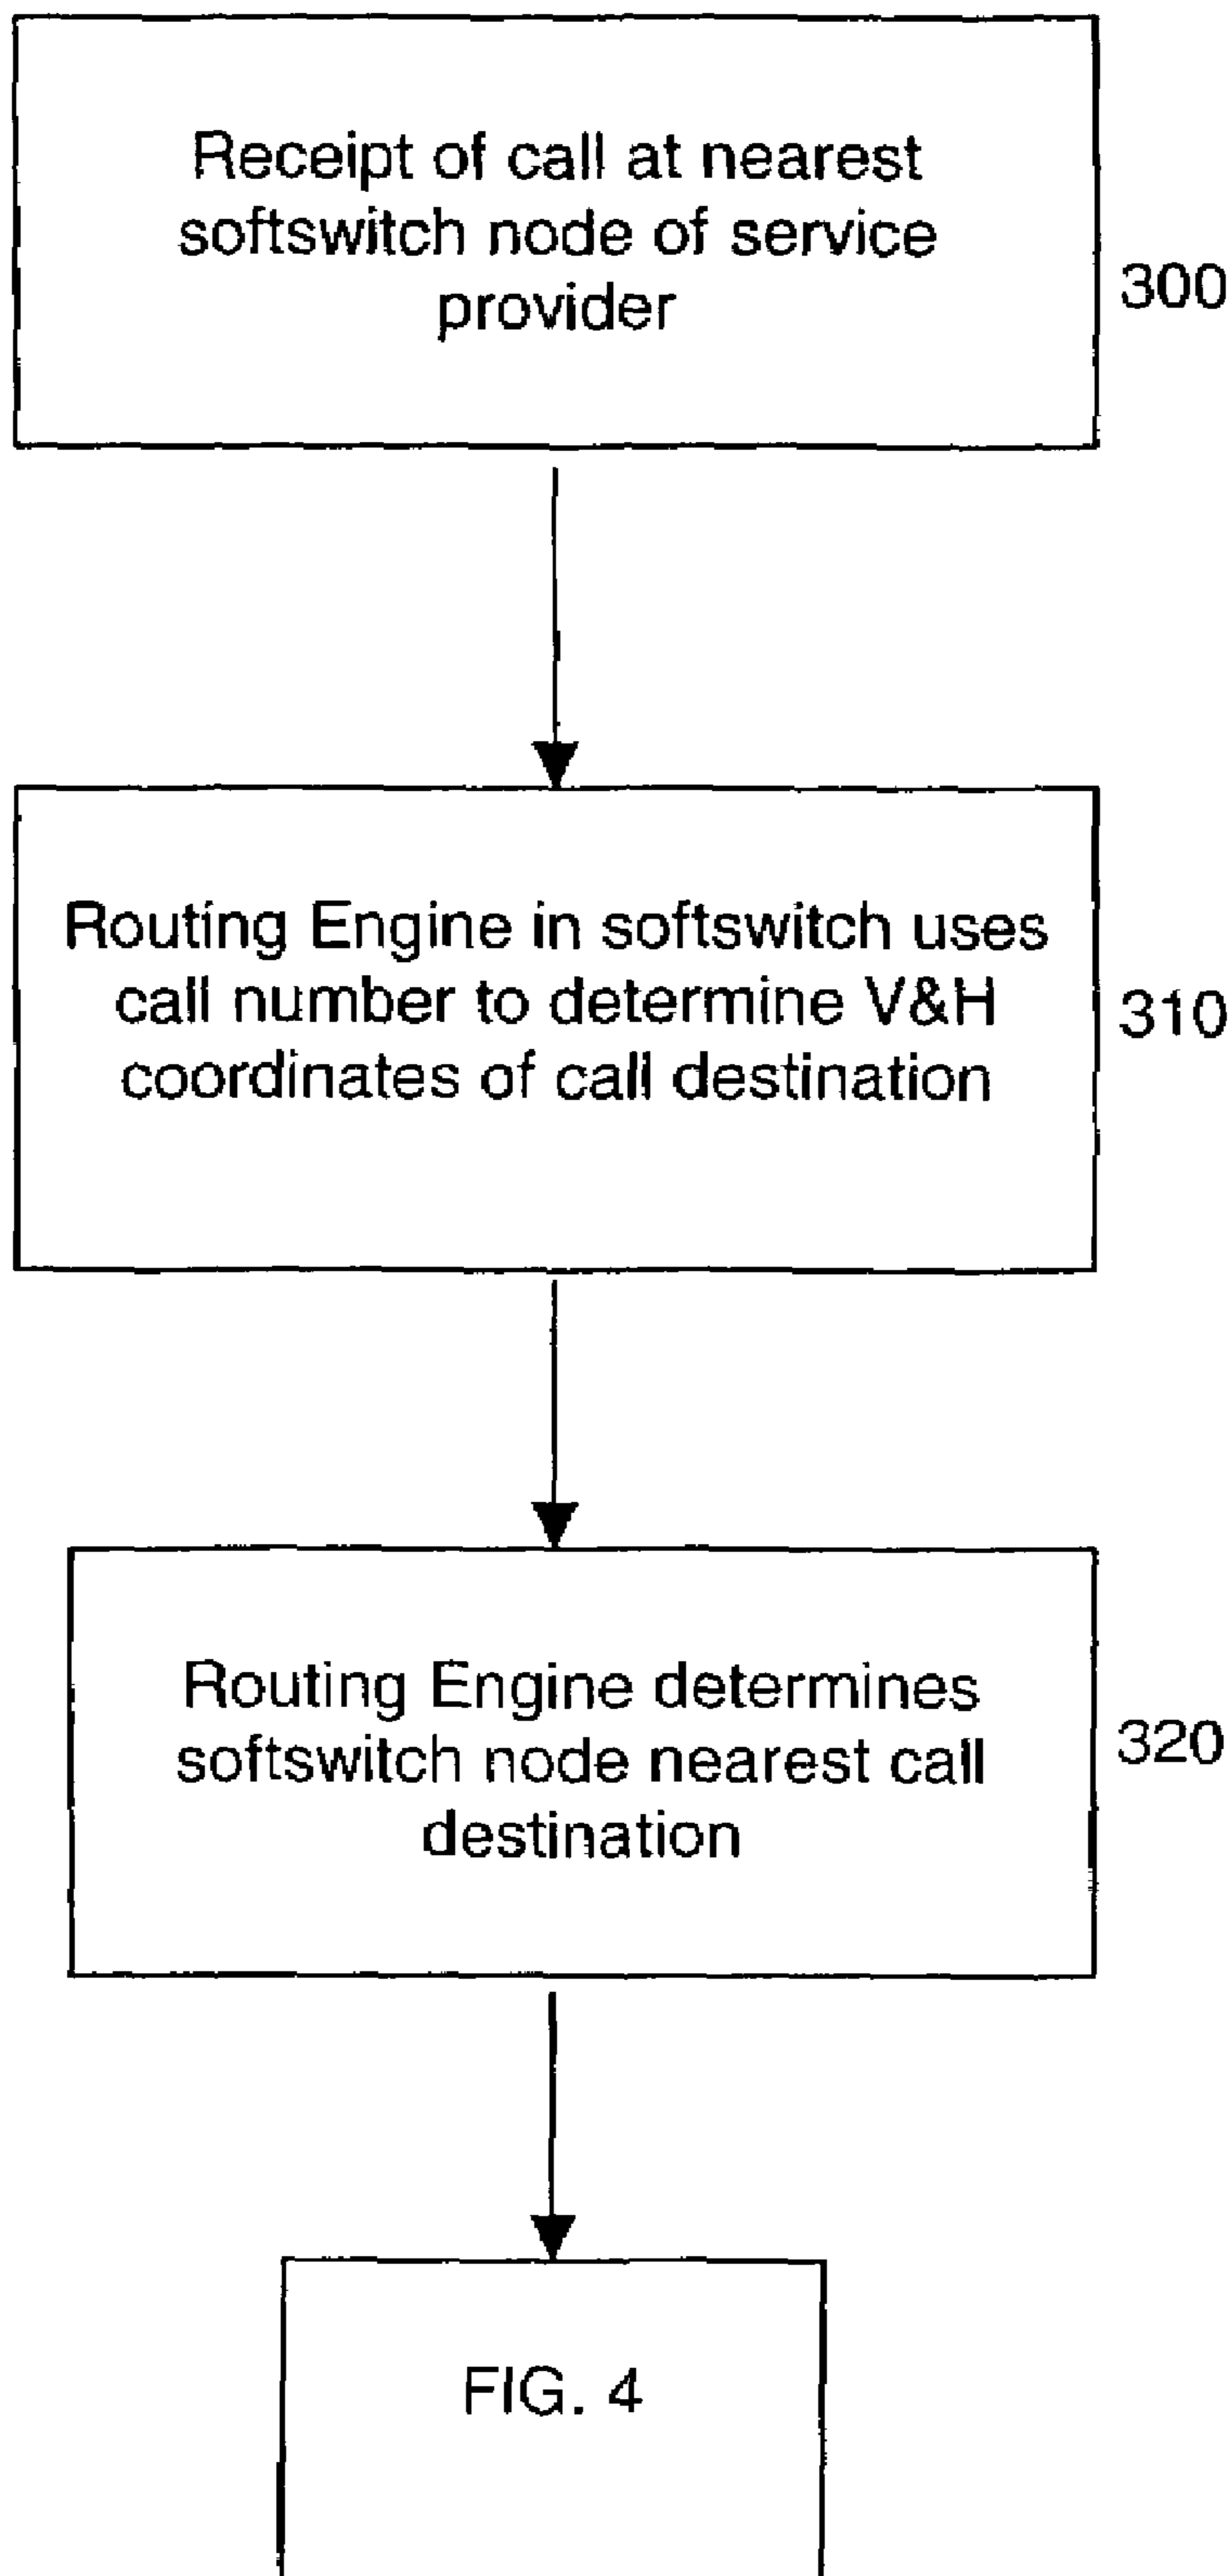 Receipt of call at nearest
softswitch node of service
provider
300
Routing Engine in softswitch uses
call number to determine V&H
coordinates of call destination
310
Routing Engine determines
softswitch node nearest call
destination
320
FIG. 4